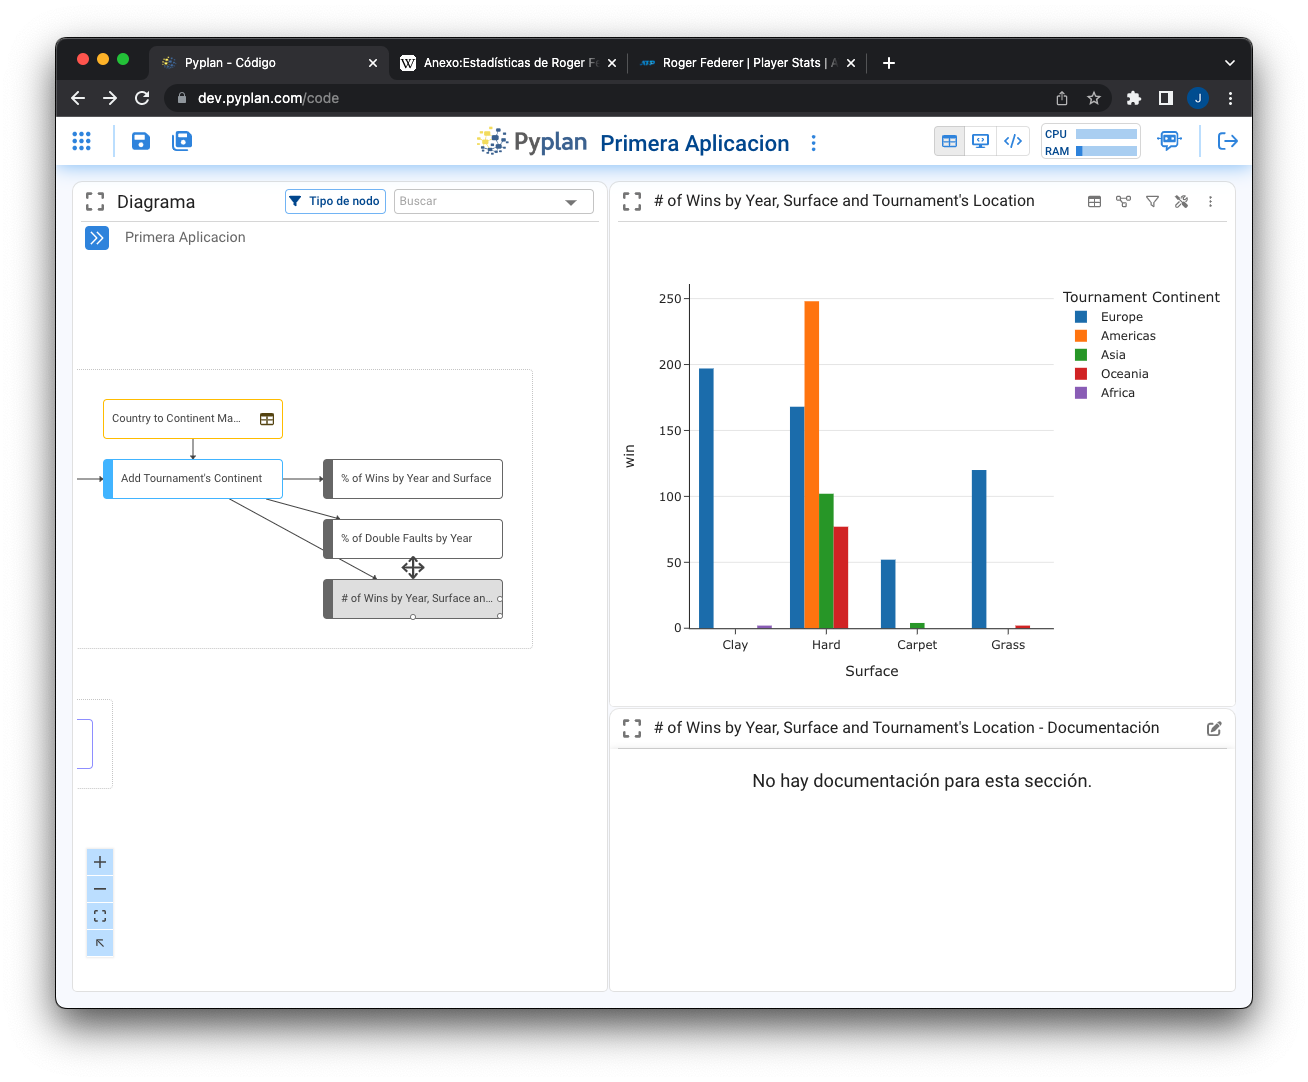 Pyplan - Código
Anexo:Estadísticas de Roger F
Roger Federer | Player Stats | A
dev.pyplan.com/code
J
Pyplan
Primera Aplicacion
CPU
RAM
Diagrama
Tipo de nodo
Buscar
Primera Aplicacion
Country to Continent Ma...
Add Tournament's Continent
% of Wins by Year and Surface
% of Double Faults by Year
# of Wins by Year, Surface an...
# of Wins by Year, Surface and Tournament's Location
250
200
150
100
50
0
win
Clay
Hard
Carpet
Grass
Surface
Tournament Continent
Europe
Americas
Asia
Oceania
Africa
# of Wins by Year, Surface and Tournament's Location - Documentación
No hay documentación para esta sección.